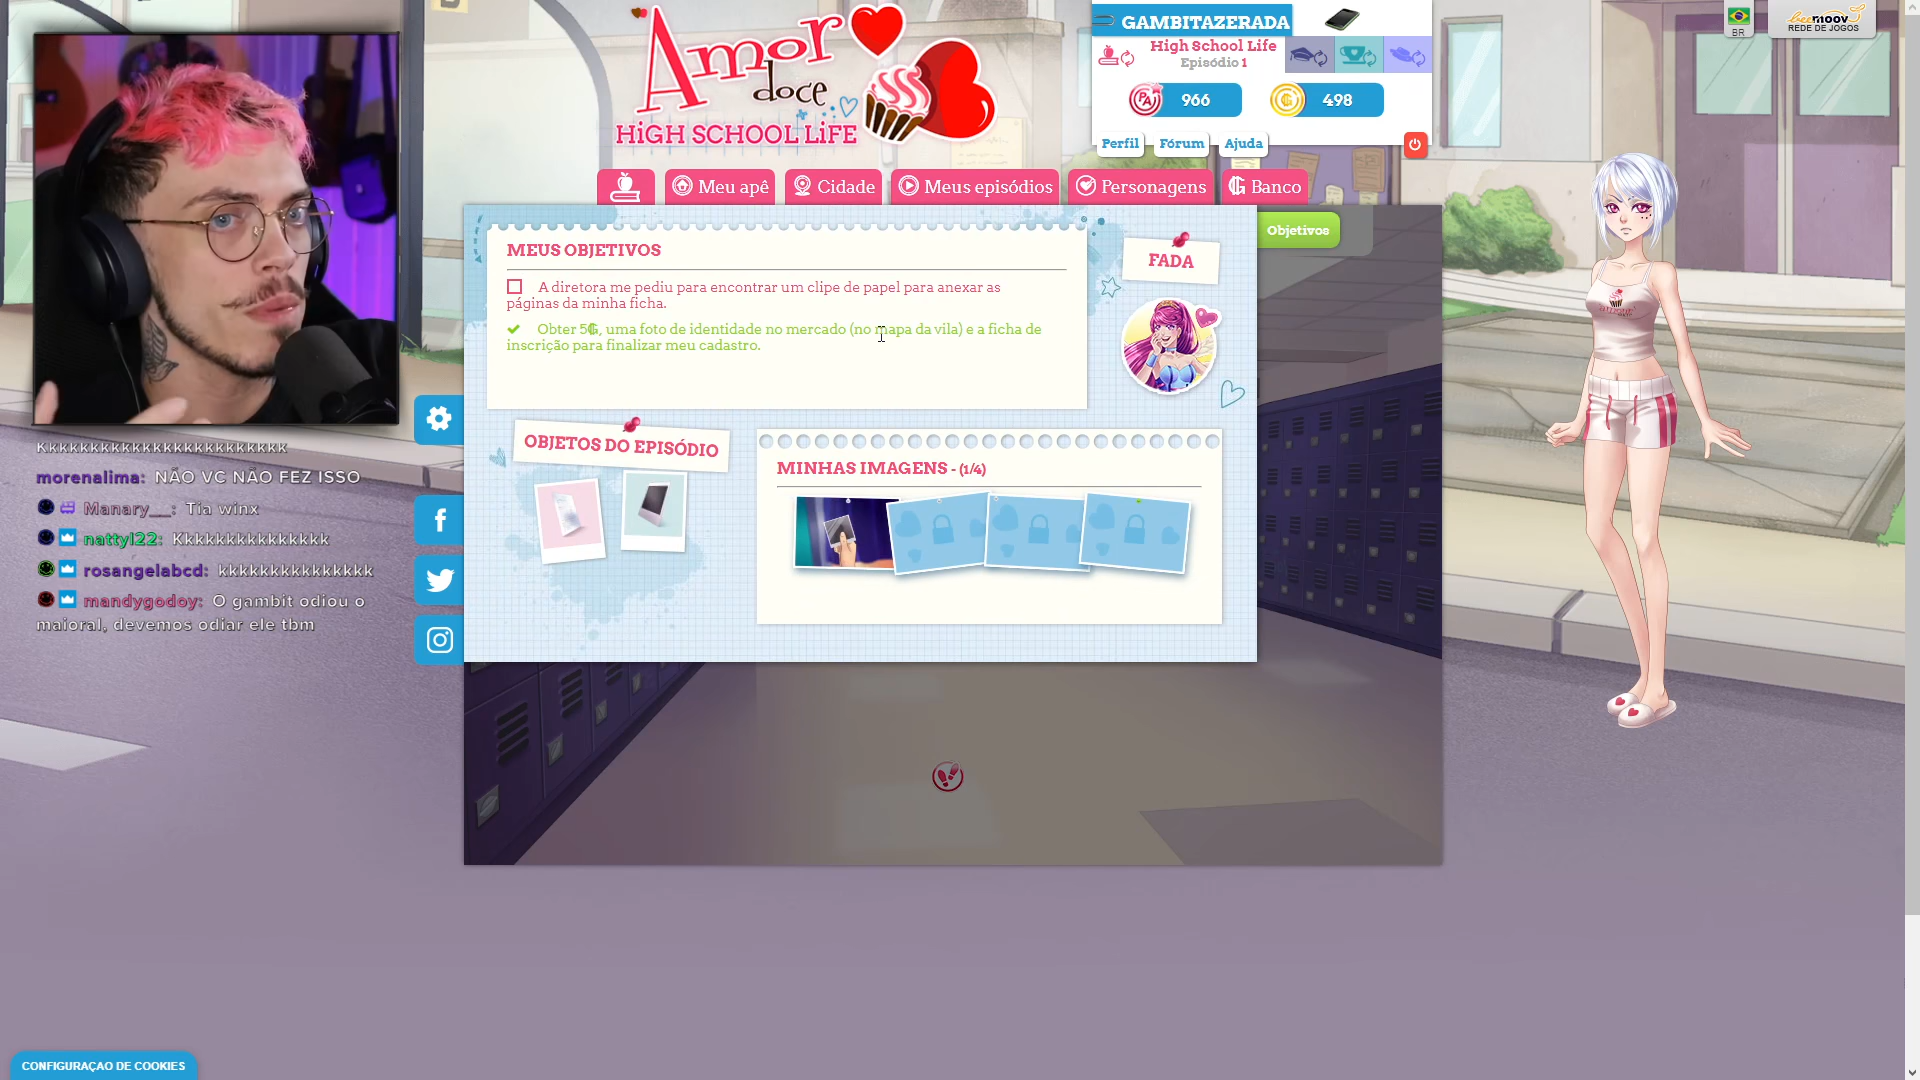 Amor
doce
HiGH SCHOOL LiFE
GAMBITAZERADA
High School Life
Episódio 1
PA 966
498
Perfil
Fórum
Ajuda
BR
beemoov
REDE DE JOGOS
Meu apê
Cidade
Meus episódios
Personagens
Banco
Objetivos
MEUS OBJETIVOS
A diretora me pediu para encontrar um clipe de papel para anexar as
páginas da minha ficha.
Obter 5₲, uma foto de identidade no mercado (no mapa da vila) e a ficha de
inscrição para finalizar meu cadastro.
FADA
OBJETOS DO EPISÓDIO
MINHAS IMAGENS - (1/4)
Kkkkkkkkkkkkkkkkkkkkkkk
morenalima: NÃO VC NÃO FEZ ISSO
Manary__: Tia winx
nattyl22: Kkkkkkkkkkkkkkk
rosangelabcd: kkkkkkkkkkkkkkk
mandygodoy: O gambit odiou o
maioral, devemos odiar ele tbm
CONFIGURAÇAO DE COOKIES